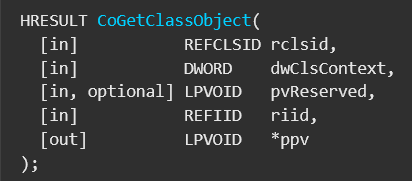 HRESULT CoGetClassObject(
  [in]           REFCLSID rclsid,
  [in]           DWORD    dwClsContext,
  [in, optional] LPVOID   pvReserved,
  [in]           REFIID   riid,
  [out]          LPVOID   *ppv
);